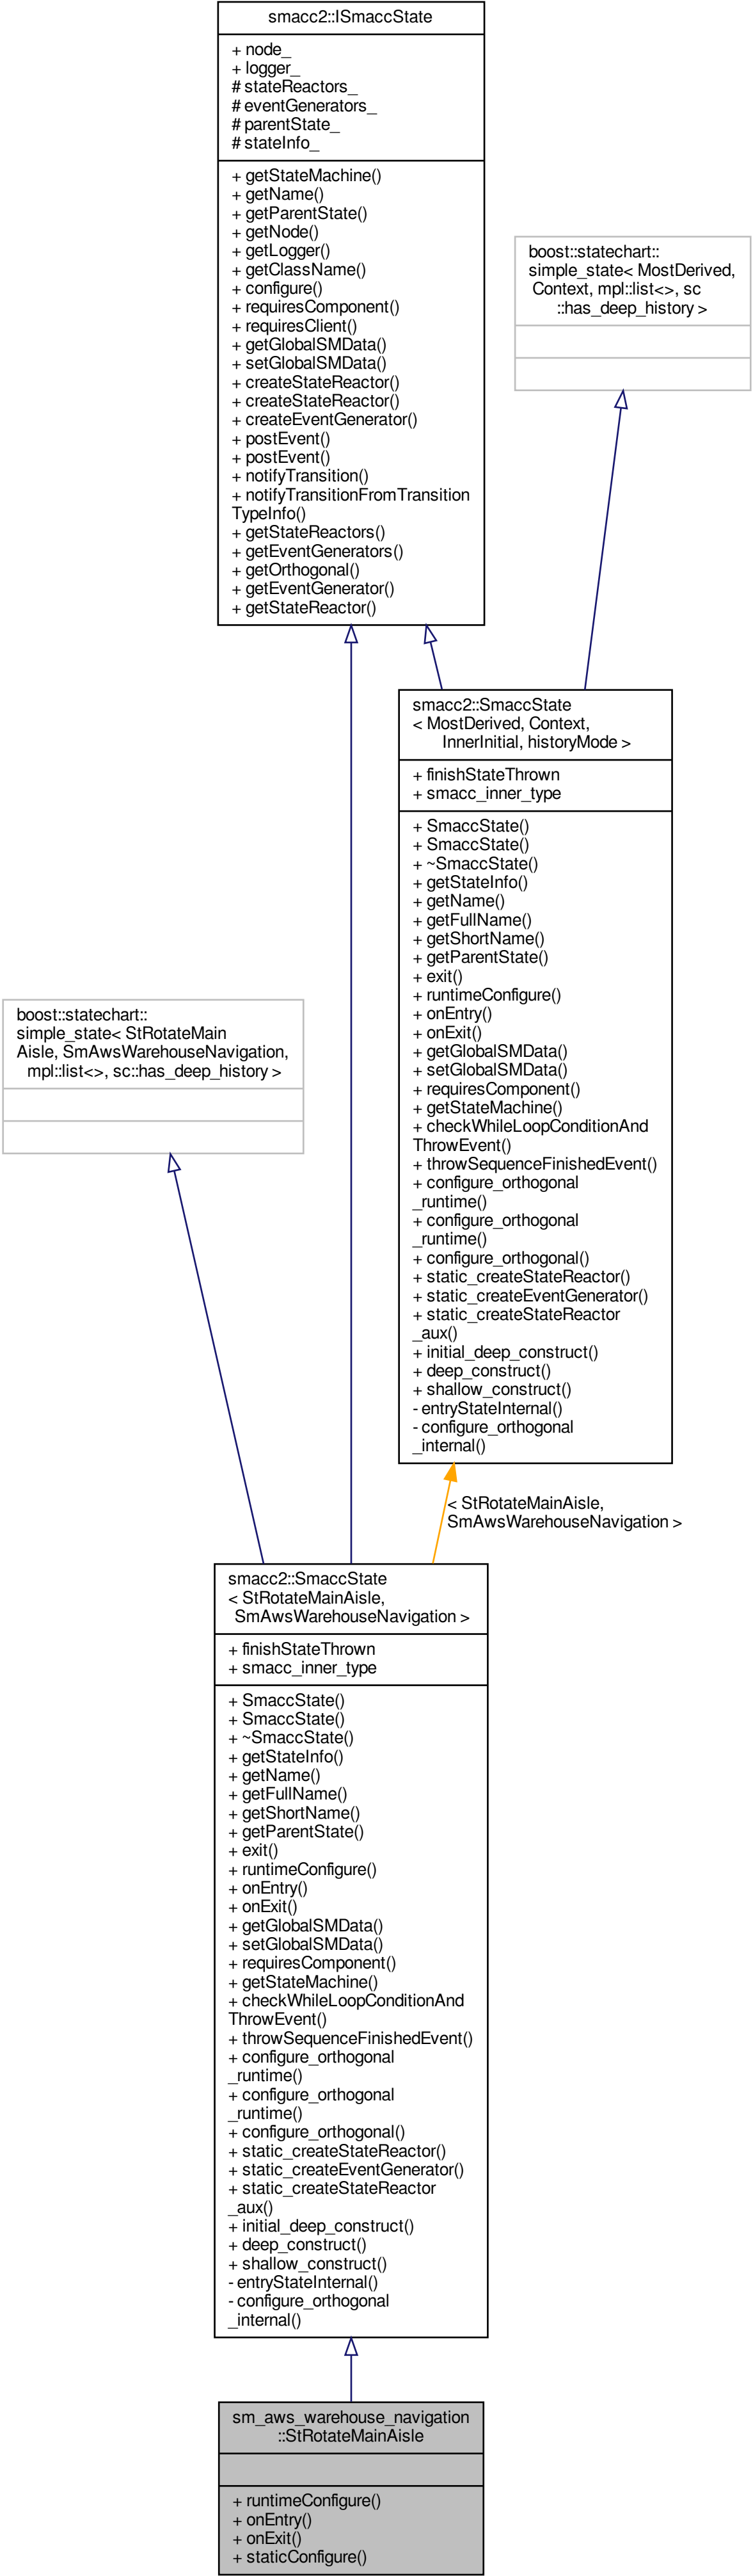 smacc2::ISmaccState
+ node_
+ logger_
# stateReactors_
# eventGenerators_
# parentState_
# stateInfo_
+ getStateMachine()
+ getName()
+ getParentState()
+ getNode()
+ getLogger()
+ getClassName()
+ configure()
+ requiresComponent()
+ requiresClient()
+ getGlobalSMData()
+ setGlobalSMData()
+ createStateReactor()
+ createStateReactor()
+ createEventGenerator()
+ postEvent()
+ postEvent()
+ notifyTransition()
+ notifyTransitionFromTransition
TypeInfo()
+ getStateReactors()
+ getEventGenerators()
+ getOrthogonal()
+ getEventGenerator()
+ getStateReactor()
boost::statechart::
simple_state< MostDerived,
Context, mpl::list<>, sc
::has_deep_history >
smacc2::SmaccState
< MostDerived, Context,
InnerInitial, historyMode >
+ finishStateThrown
+ smacc_inner_type
+ SmaccState()
+ SmaccState()
+ ~SmaccState()
+ getStateInfo()
+ getName()
+ getFullName()
+ getShortName()
+ getParentState()
+ exit()
+ runtimeConfigure()
+ onEntry()
+ onExit()
+ getGlobalSMData()
+ setGlobalSMData()
+ requiresComponent()
+ getStateMachine()
+ checkWhileLoopConditionAnd
ThrowEvent()
+ throwSequenceFinishedEvent()
+ configure_orthogonal
_runtime()
+ configure_orthogonal
_runtime()
+ configure_orthogonal()
+ static_createStateReactor()
+ static_createEventGenerator()
+ static_createStateReactor
_aux()
+ initial_deep_construct()
+ deep_construct()
+ shallow_construct()
- entryStateInternal()
- configure_orthogonal
_internal()
boost::statechart::
simple_state< StRotateMain
Aisle, SmAwsWarehouseNavigation,
mpl::list<>, sc::has_deep_history >
< StRotateMainAisle,
SmAwsWarehouseNavigation >
smacc2::SmaccState
< StRotateMainAisle,
SmAwsWarehouseNavigation >
+ finishStateThrown
+ smacc_inner_type
+ SmaccState()
+ SmaccState()
+ ~SmaccState()
+ getStateInfo()
+ getName()
+ getFullName()
+ getShortName()
+ getParentState()
+ exit()
+ runtimeConfigure()
+ onEntry()
+ onExit()
+ getGlobalSMData()
+ setGlobalSMData()
+ requiresComponent()
+ getStateMachine()
+ checkWhileLoopConditionAnd
ThrowEvent()
+ throwSequenceFinishedEvent()
+ configure_orthogonal
_runtime()
+ configure_orthogonal
_runtime()
+ configure_orthogonal()
+ static_createStateReactor()
+ static_createEventGenerator()
+ static_createStateReactor
_aux()
+ initial_deep_construct()
+ deep_construct()
+ shallow_construct()
- entryStateInternal()
- configure_orthogonal
_internal()
sm_aws_warehouse_navigation
::StRotateMainAisle
+ runtimeConfigure()
+ onEntry()
+ onExit()
+ staticConfigure()